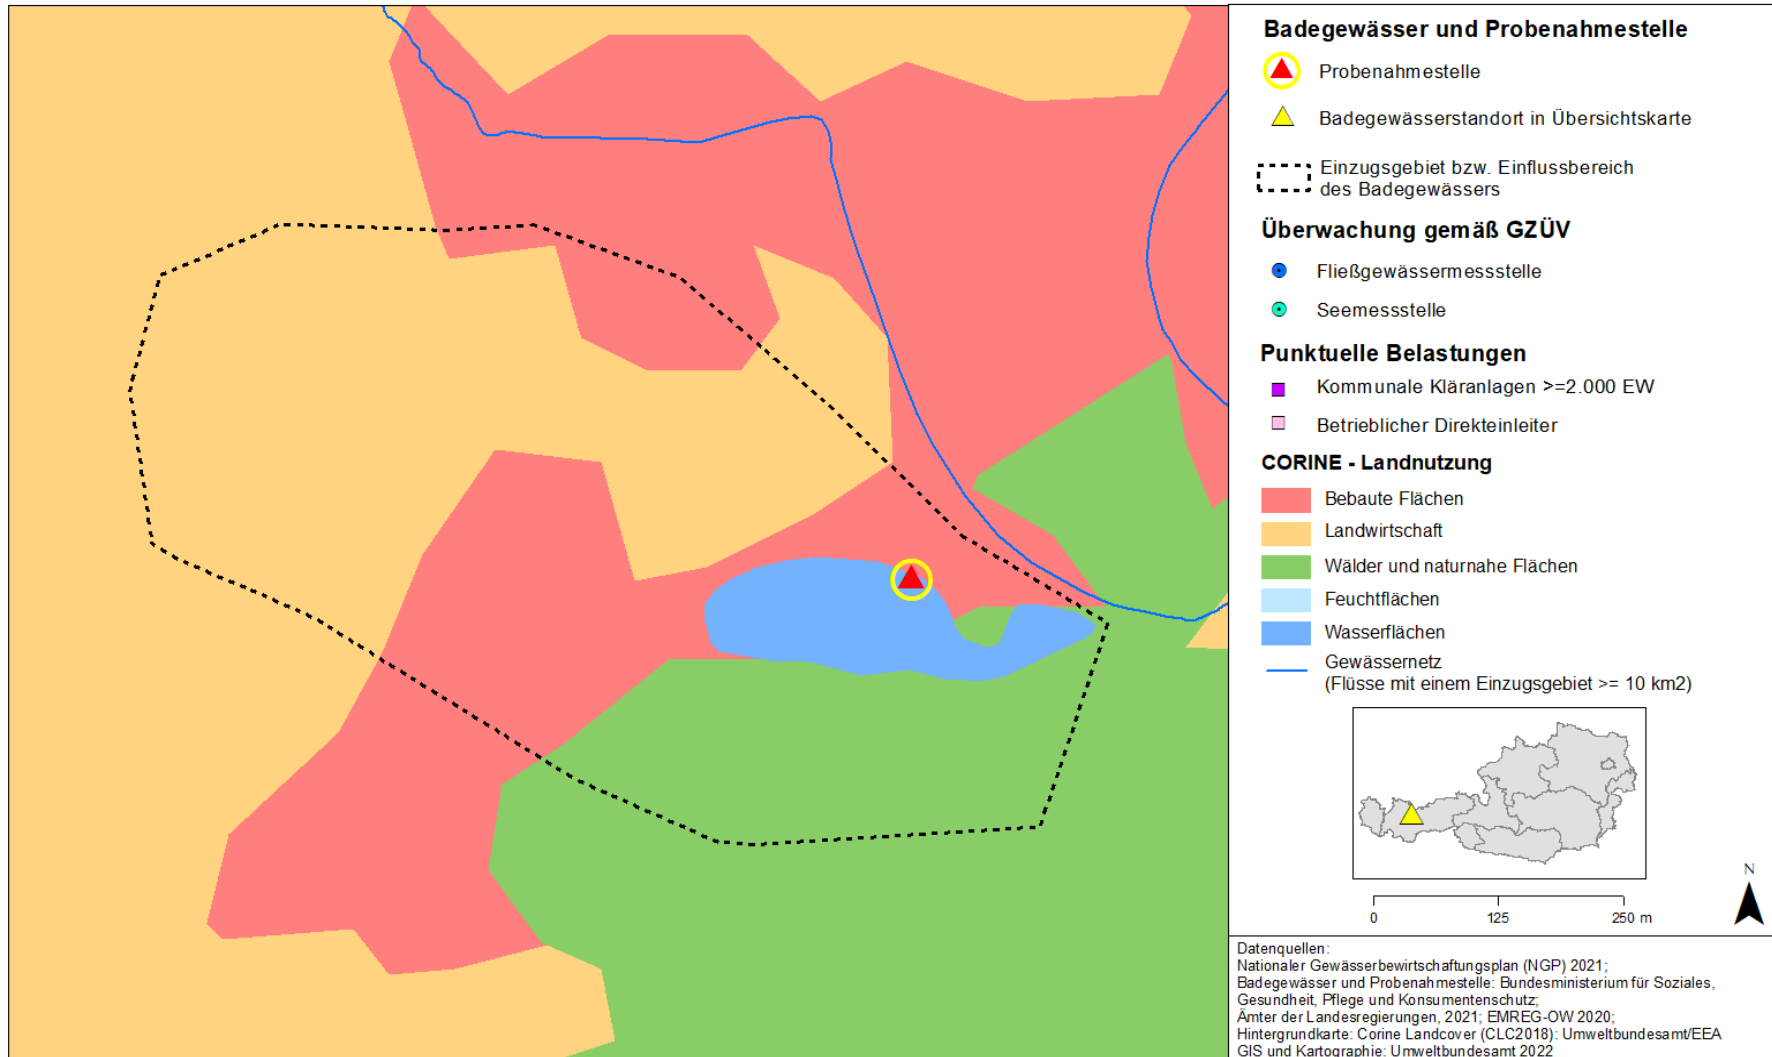 Badegewässer und Probenahmestelle
Probenahmestelle
Badegewässerstandort in Übersichtskarte
Einzugsgebiet bzw. Einflussbereich
des Badegewässers
Überwachung gemäß GZÜV
Fließgewässermessstelle
Seemessstelle
Punktuelle Belastungen
Kommunale Kläranlagen >=2.000 EW
Betrieblicher Direkteinleiter
CORINE - Landnutzung
Bebaute Flächen
Landwirtschaft
Wälder und naturnahe Flächen
Feuchtflächen
Wasserflächen
Gewässernetz
(Flüsse mit einem Einzugsgebiet >= 10 km2)
N
0 125 250 m
Datenquellen:
Nationaler Gewässerbewirtschaftungsplan (NGP) 2021;
Badegewässer und Probenahmestelle: Bundesministerium für Soziales,
Gesundheit, Pflege und Konsumentenschutz;
Ämter der Landesregierungen, 2021; EMREG-OW 2020;
Hintergrundkarte: Corine Landcover (CLC2018): Umweltbundesamt/EEA
GIS und Kartographie: Umweltbundesamt 2022